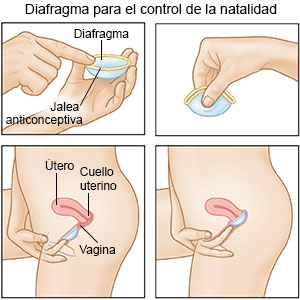 Diafragma para el control de la natalidad
Diafragma
Jalea
anticonceptiva
Útero
Cuello
uterino
Vagina